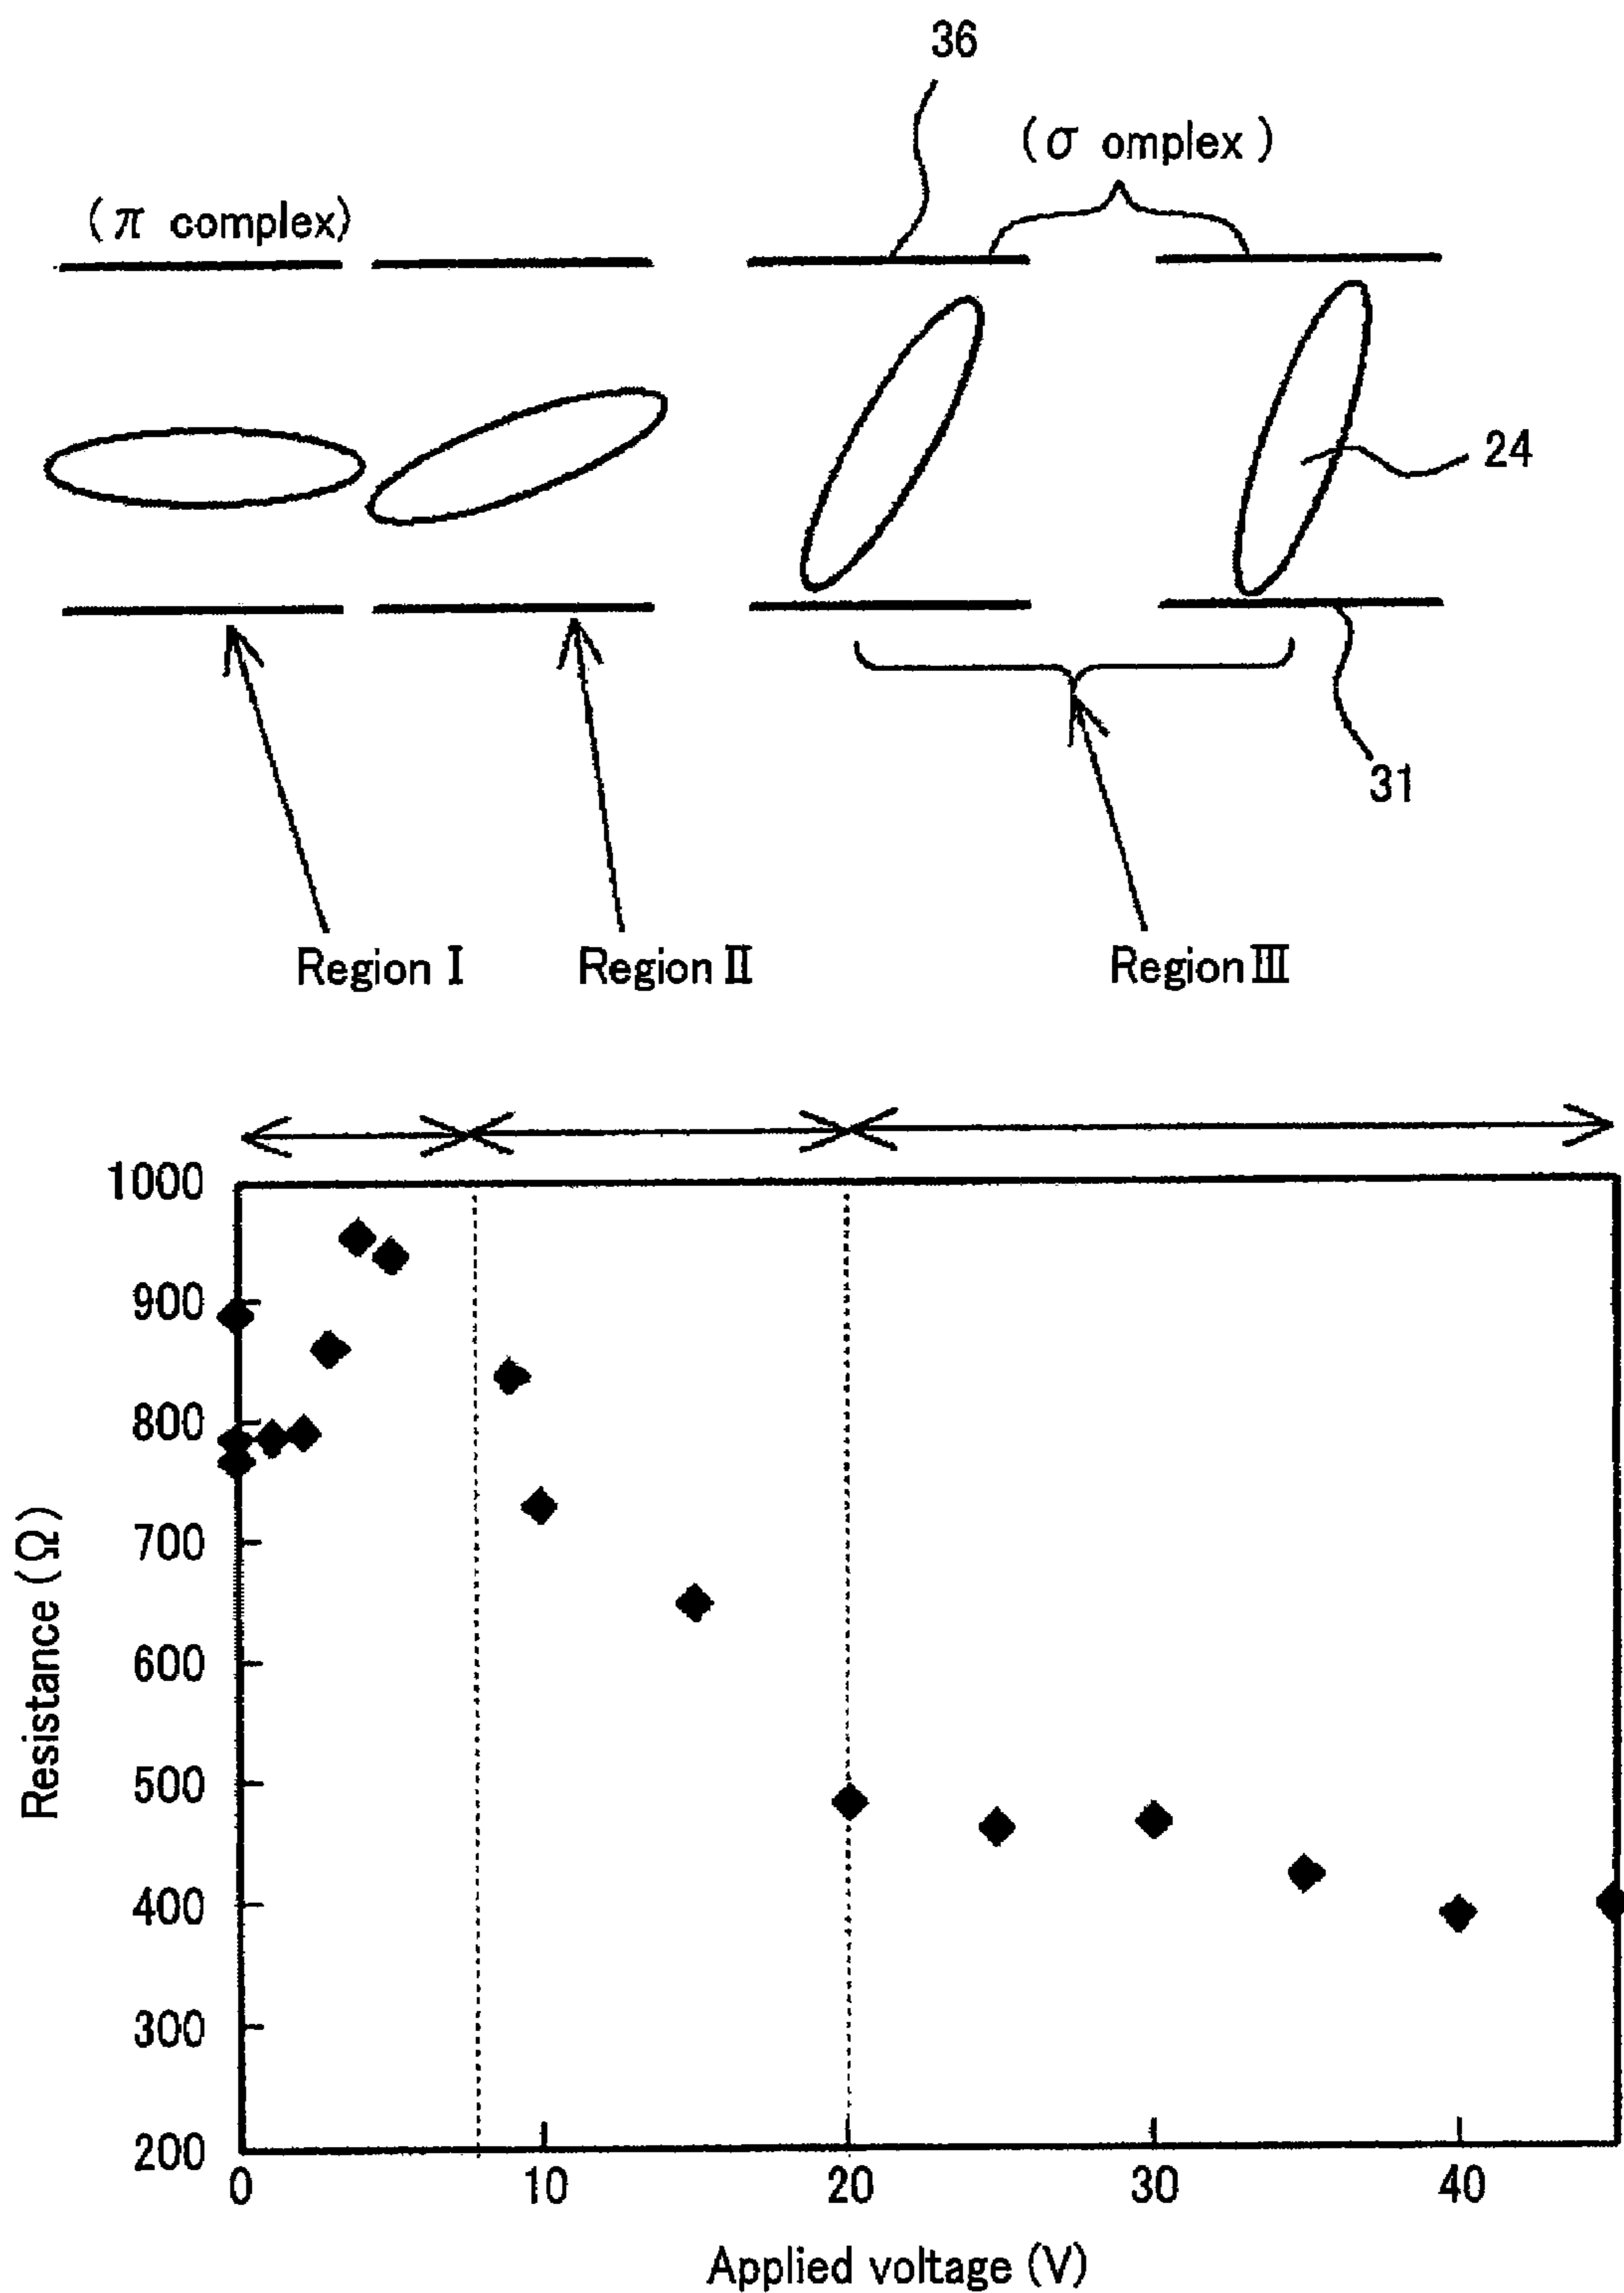 36
(σ omplex)
(π complex)
24
31
Region Ⅰ
Region Ⅱ
Region Ⅲ
1000
900
800
700
600
500
400
300
200
Resistance (Ω)
0
10
20
30
40
Applied voltage (V)